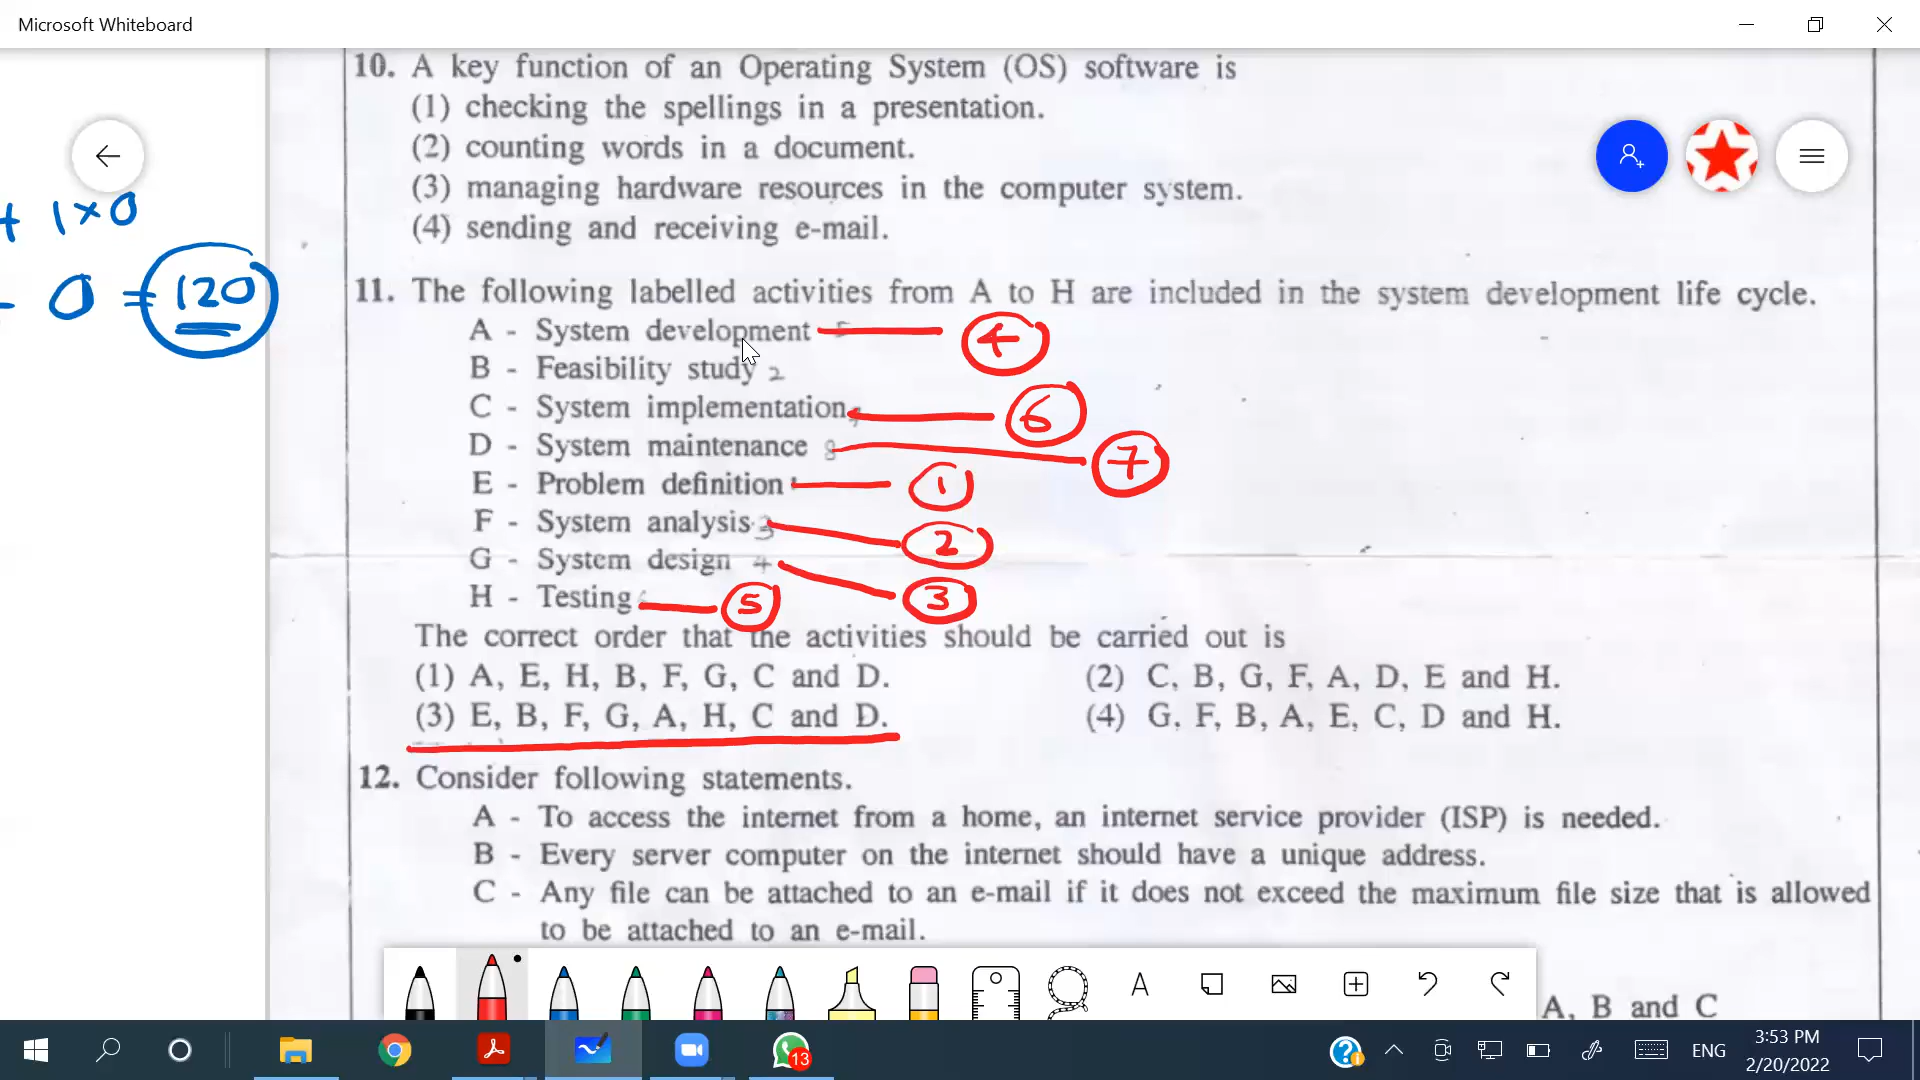 Microsoft Whiteboard
10. A key function of an Operating System (OS) software is
(1) checking the spellings in a presentation.
(2) counting words in a document.
(3) managing hardware resources in the computer system.
(4) sending and receiving e-mail.
+ 1×0
- 0 = 120
11. The following labelled activities from A to H are included in the system development life cycle.
A - System development 5 4
B - Feasibility study 2
C - System implementation 6
D - System maintenance 8 7
E - Problem definition 1 1
F - System analysis 3 2
G - System design 4 3
H - Testing 5
The correct order that the activities should be carried out is
(1) A, E, H, B, F, G, C and D.
(2) C, B, G, F, A, D, E and H.
(3) E, B, F, G, A, H, C and D.
(4) G, F, B, A, E, C, D and H.
12. Consider following statements.
A - To access the internet from a home, an internet service provider (ISP) is needed.
B - Every server computer on the internet should have a unique address.
C - Any file can be attached to an e-mail if it does not exceed the maximum file size that is allowed
to be attached to an e-mail.
A, B and C
13
ENG
3:53 PM
2/20/2022